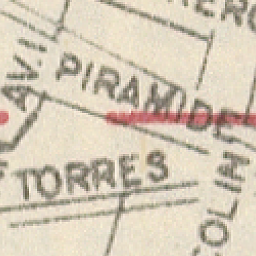 AV.
PIRAMIDE
TORRES
COLIN